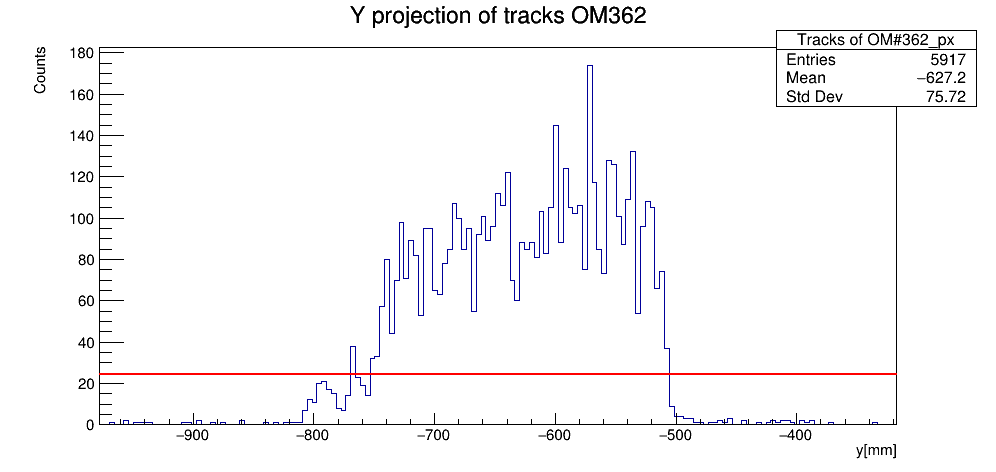 Y projection of tracks OM362
Tracks of OM#362_px
Entries 5917
Mean −627.2
Std Dev 75.72
Counts
180
160
140
120
100
80
60
40
20
0
−900 −800 −700 −600 −500 −400
y[mm]